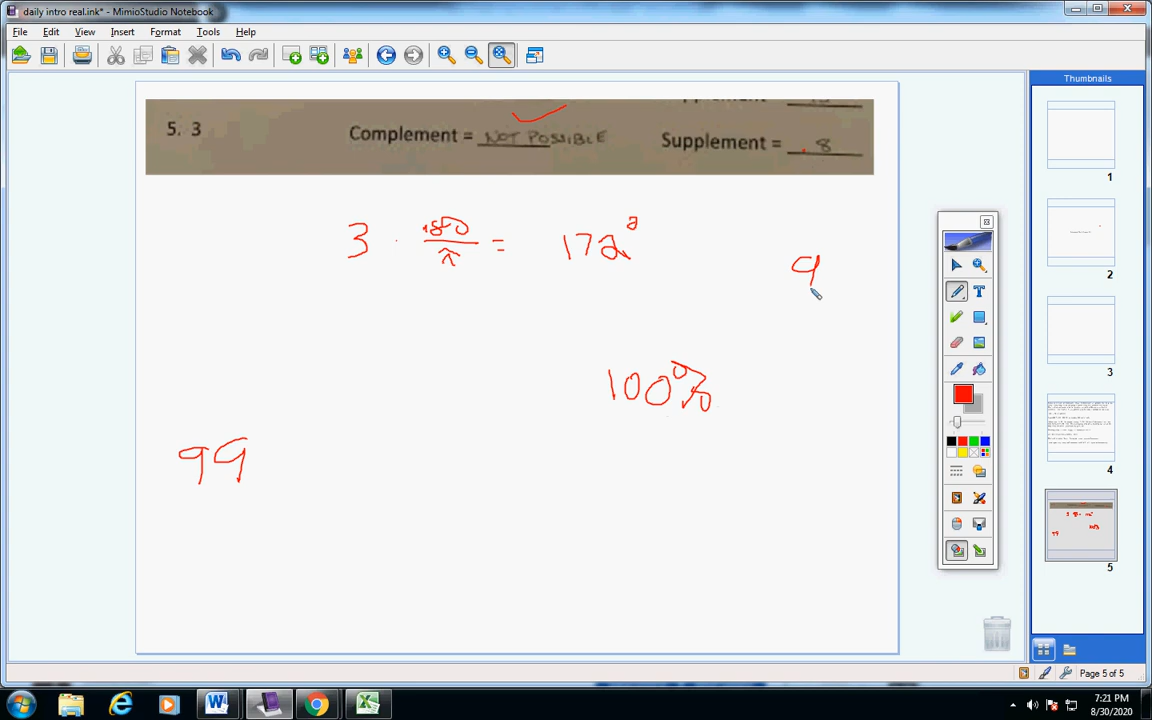 daily intro real.ink* - MimioStudio Notebook
File Edit View Insert Format Tools Help
Thumbnails
5. 3 Complement = NOT POSSIBLE Supplement = .8
3 · 180/π = 172°
9
100%
99
1
2
3
4
5
Page 5 of 5
7:21 PM
8/30/2020